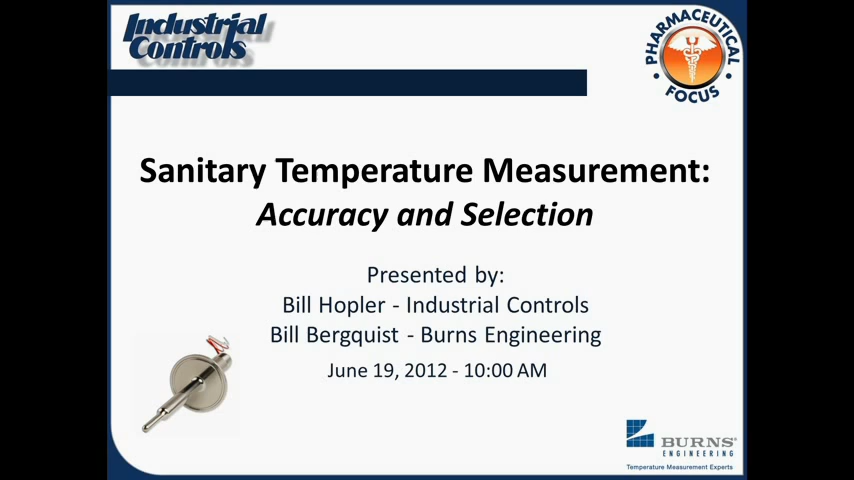 Industrial
Controls
PHARMACEUTICAL
FOCUS
Sanitary Temperature Measurement:
Accuracy and Selection
Presented by:
Bill Hopler - Industrial Controls
Bill Bergquist - Burns Engineering
June 19, 2012 - 10:00 AM
BURNS®
ENGINEERING
Temperature Measurement Experts